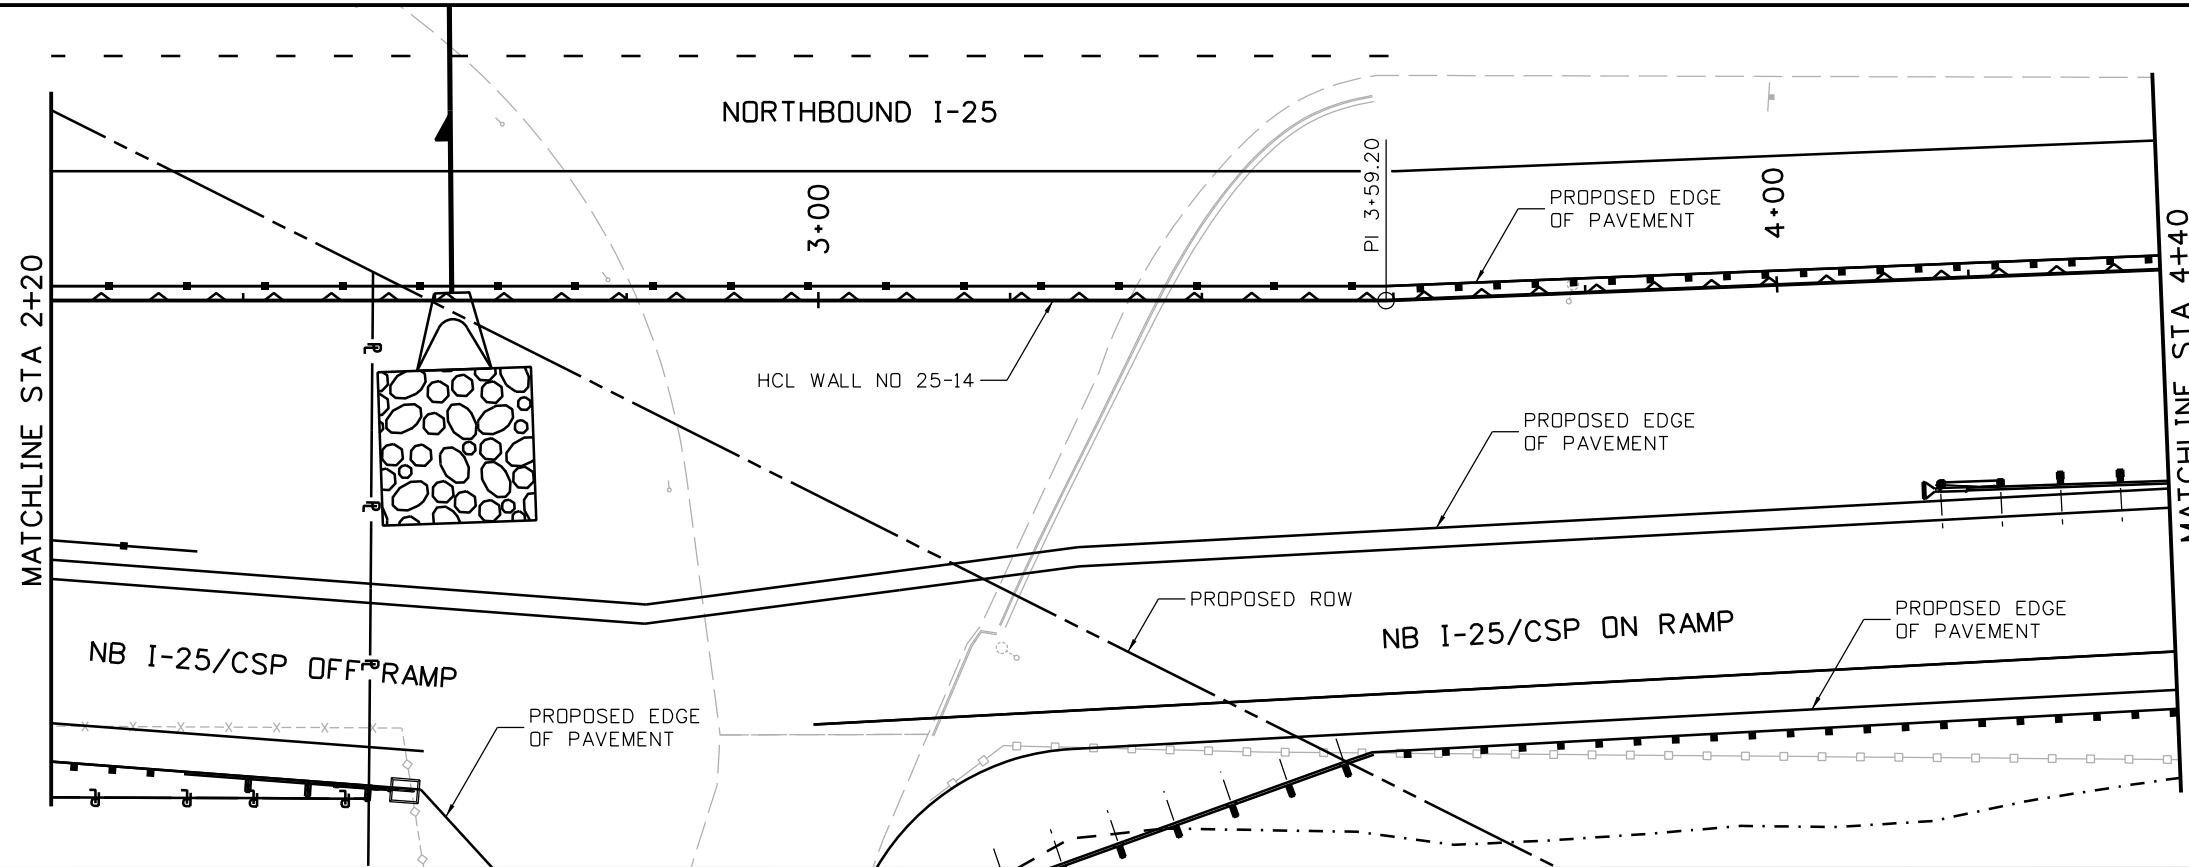 NORTHBOUND I-25
MATCHLINE STA 2+20
3+00
PI 3+59.20
4+00
PROPOSED EDGE
OF PAVEMENT
MATCHLINE STA 4+40
HCL WALL NO 25-14
PROPOSED EDGE
OF PAVEMENT
PROPOSED ROW
NB I-25/CSP ON RAMP
PROPOSED EDGE
OF PAVEMENT
NB I-25/CSP OFF RAMP
PROPOSED EDGE
OF PAVEMENT